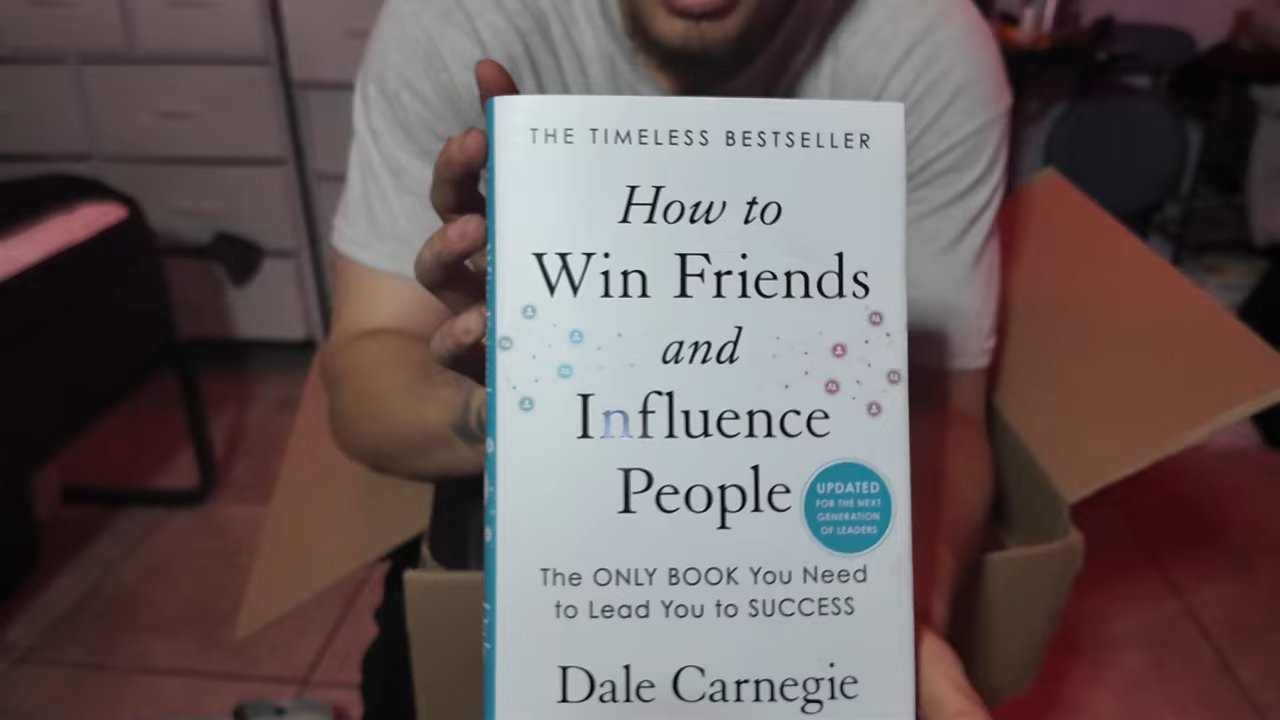 THE TIMELESS BESTSELLER
How to
Win Friends
and
Influence
People
UPDATED
FOR THE NEXT
GENERATION
OF LEADERS
The ONLY BOOK You Need
to Lead You to SUCCESS
Dale Carnegie